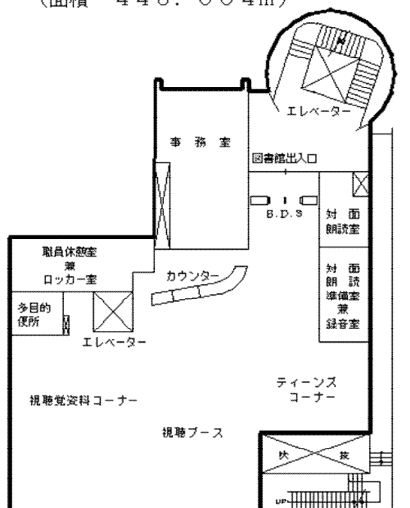 エレベーター
事務室
図書館出入口
B.D.S
対面
朗読室
職員休憩室
兼
ロッカー室
カウンター
対面
朗読
準備室
兼
録音室
多目的
便所
エレベーター
ティーンズ
コーナー
視聴覚資料コーナー
視聴ブース
吹抜
UP